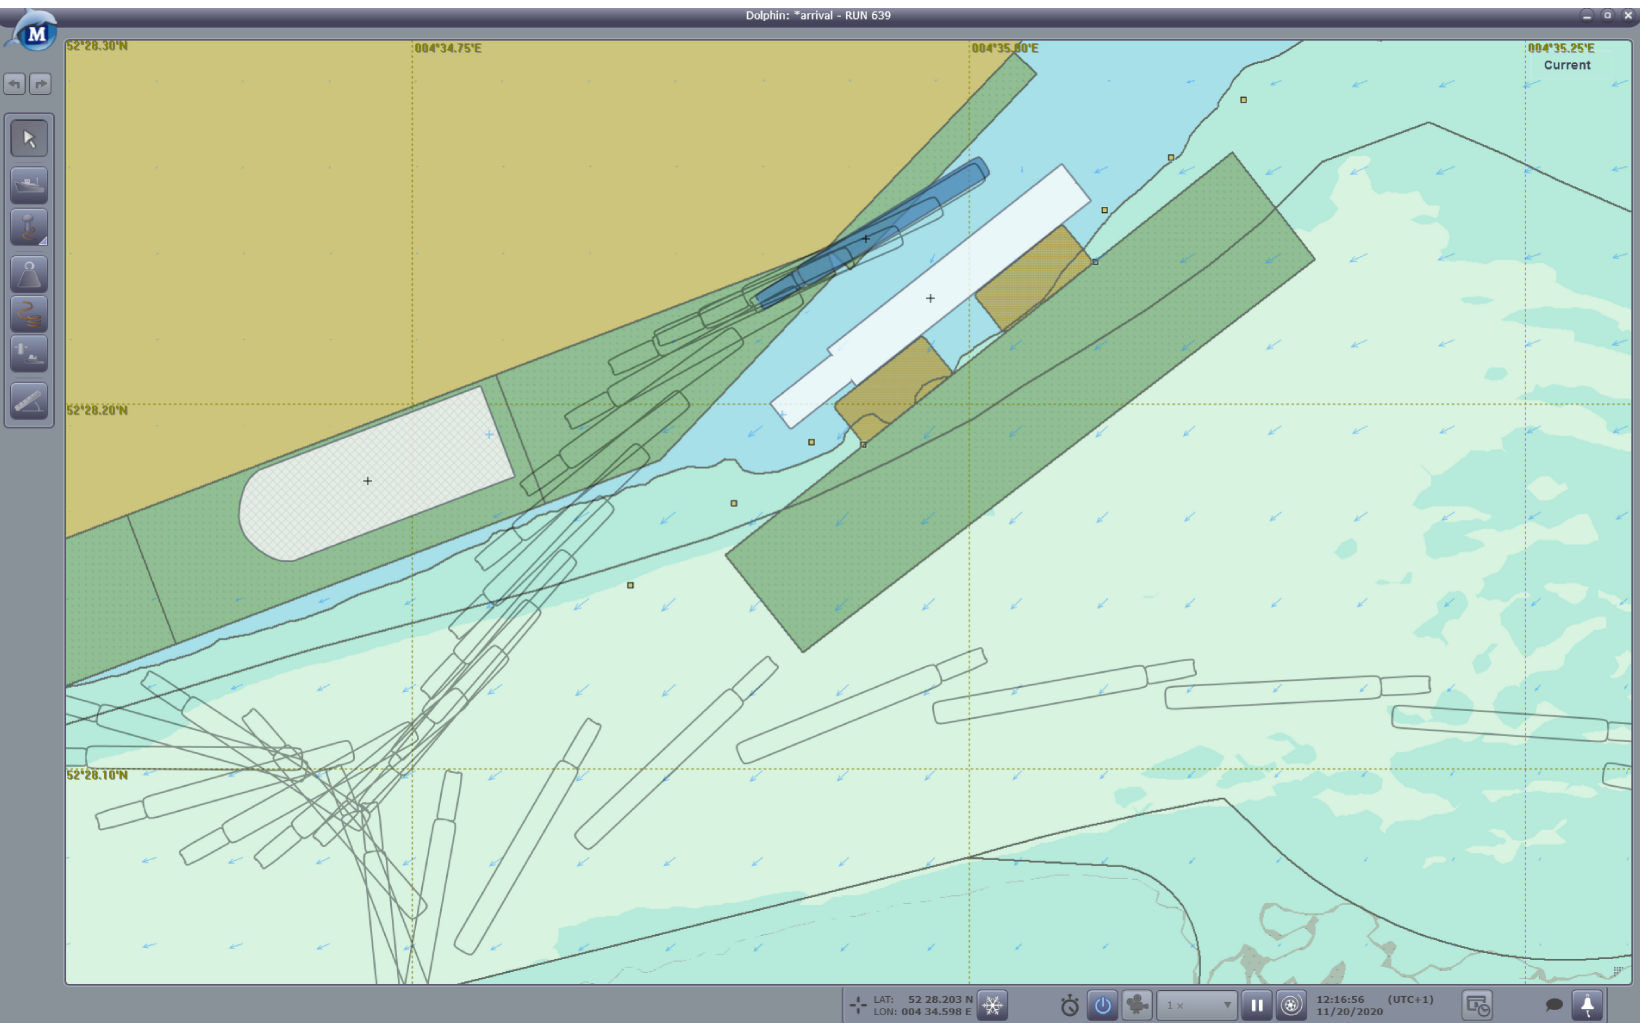 Dolphin: *arrival - RUN 639
M
52°28.30'N
004°34.75'E
004°35.00'E
004°35.25'E
Current
52°28.20'N
52°28.10'N
LAT: 52 28.203 N
LON: 004 34.598 E
1 ×
12:16:56 (UTC+1)
11/20/2020